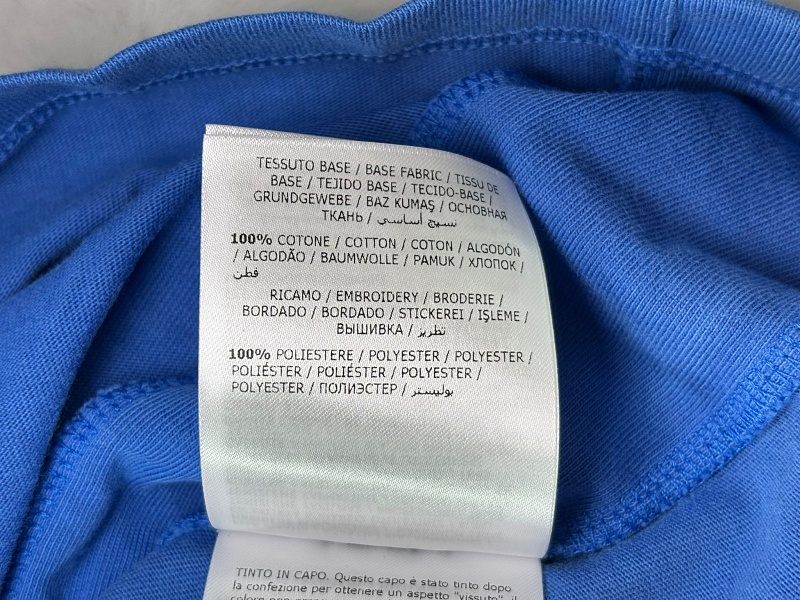 TESSUTO BASE / BASE FABRIC / TISSU DE
BASE / TEJIDO BASE / TECIDO-BASE /
GRUNDGEWEBE / BAZ KUMAŞ / ОСНОВНАЯ
ТКАНЬ / نسيج أساسي
100% COTONE / COTTON / COTON / ALGODÓN
/ ALGODÃO / BAUMWOLLE / PAMUK / ХЛОПОК /
قطن
RICAMO / EMBROIDERY / BRODERIE /
BORDADO / BORDADO / STICKEREI / IŞLEME /
ВЫШИВКА / تطريز
100% POLIESTERE / POLYESTER / POLYESTER /
POLIÉSTER / POLIÉSTER / POLYESTER /
POLYESTER / ПОЛИЭСТЕР / بوليستر
TINTO IN CAPO. Questo capo è stato tinto dopo
la confezione per ottenere un aspetto "vissuto", il
colore non